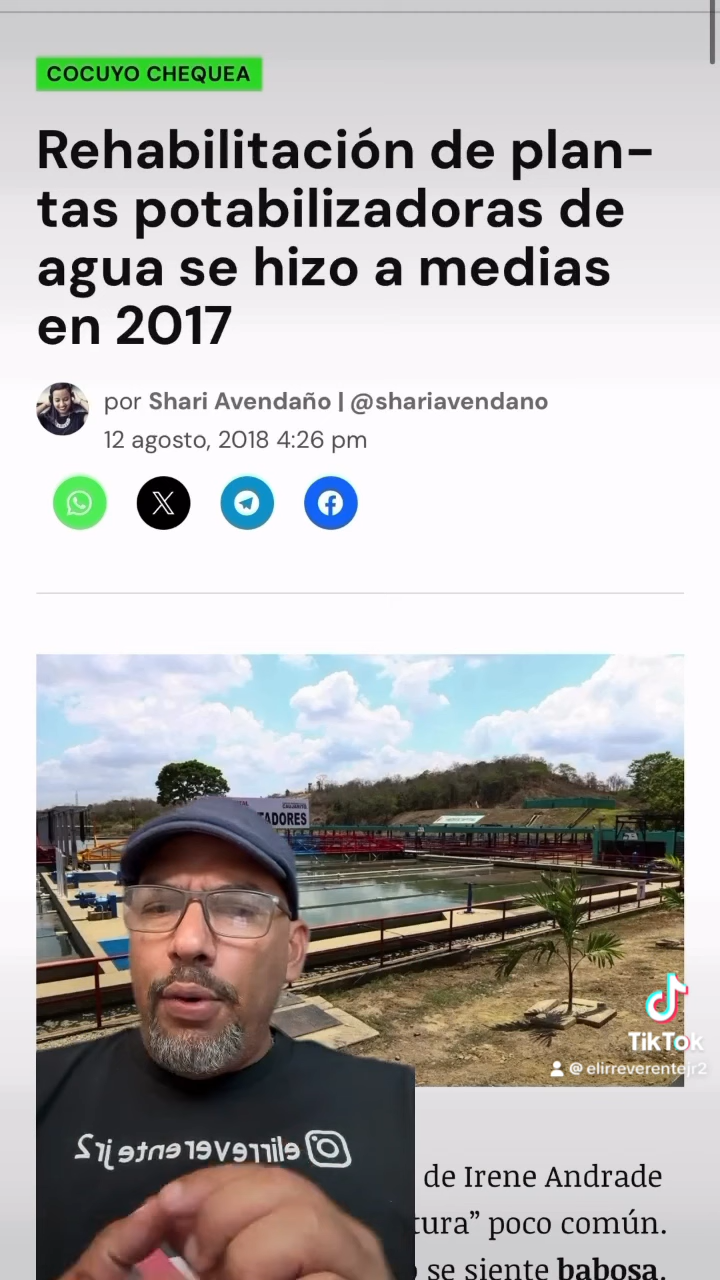 COCUYO CHEQUEA
Rehabilitación de plan-
tas potabilizadoras de
agua se hizo a medias
en 2017
por Shari Avendaño | @shariavendano
12 agosto, 2018 4:26 pm
TADORES
TikTok
@elirreverentejr2
elirreverentejr2
de Irene Andrade
tura” poco común.
se siente babosa.